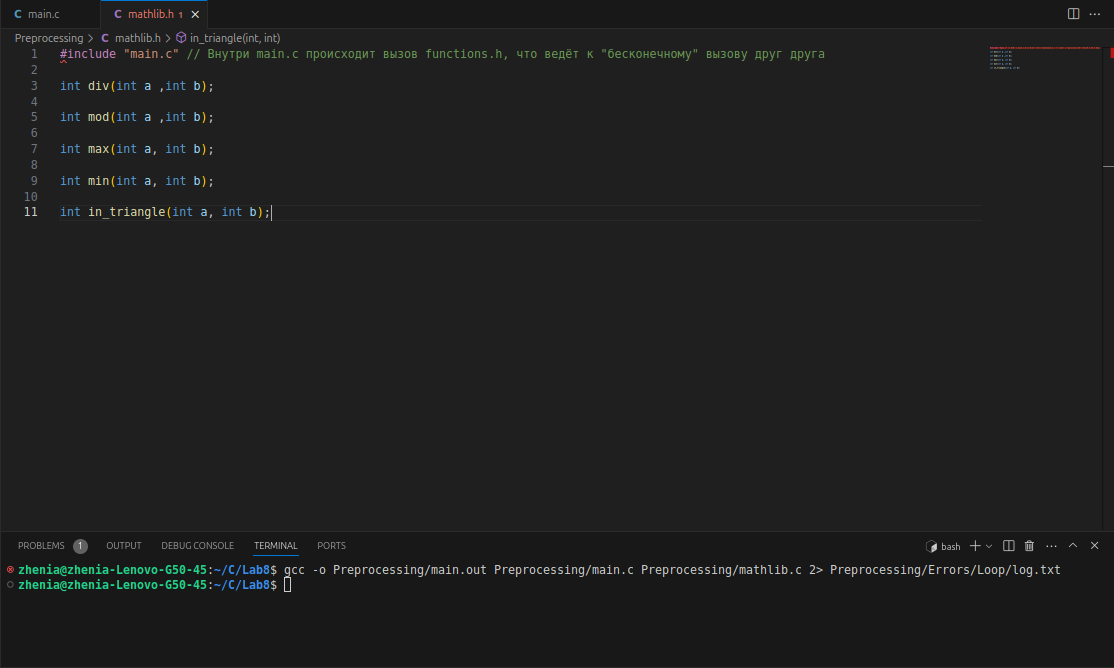 main.c
mathlib.h 1
Preprocessing > mathlib.h > in_triangle(int, int)
1 #include "main.c" // Внутри main.c происходит вызов functions.h, что ведёт к "бесконечному" вызову друг друга
2
3 int div(int a ,int b);
4
5 int mod(int a ,int b);
6
7 int max(int a, int b);
8
9 int min(int a, int b);
10
11 int in_triangle(int a, int b);
PROBLEMS 1 OUTPUT DEBUG CONSOLE TERMINAL PORTS
bash
zhenia@zhenia-Lenovo-G50-45:~/C/Lab8$ gcc -o Preprocessing/main.out Preprocessing/main.c Preprocessing/mathlib.c 2> Preprocessing/Errors/Loop/log.txt
zhenia@zhenia-Lenovo-G50-45:~/C/Lab8$